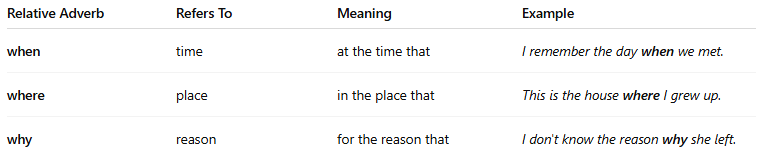 Relative Adverb Refers To Meaning Example
when time at the time that I remember the day when we met.
where place in the place that This is the house where I grew up.
why reason for the reason that I don't know the reason why she left.